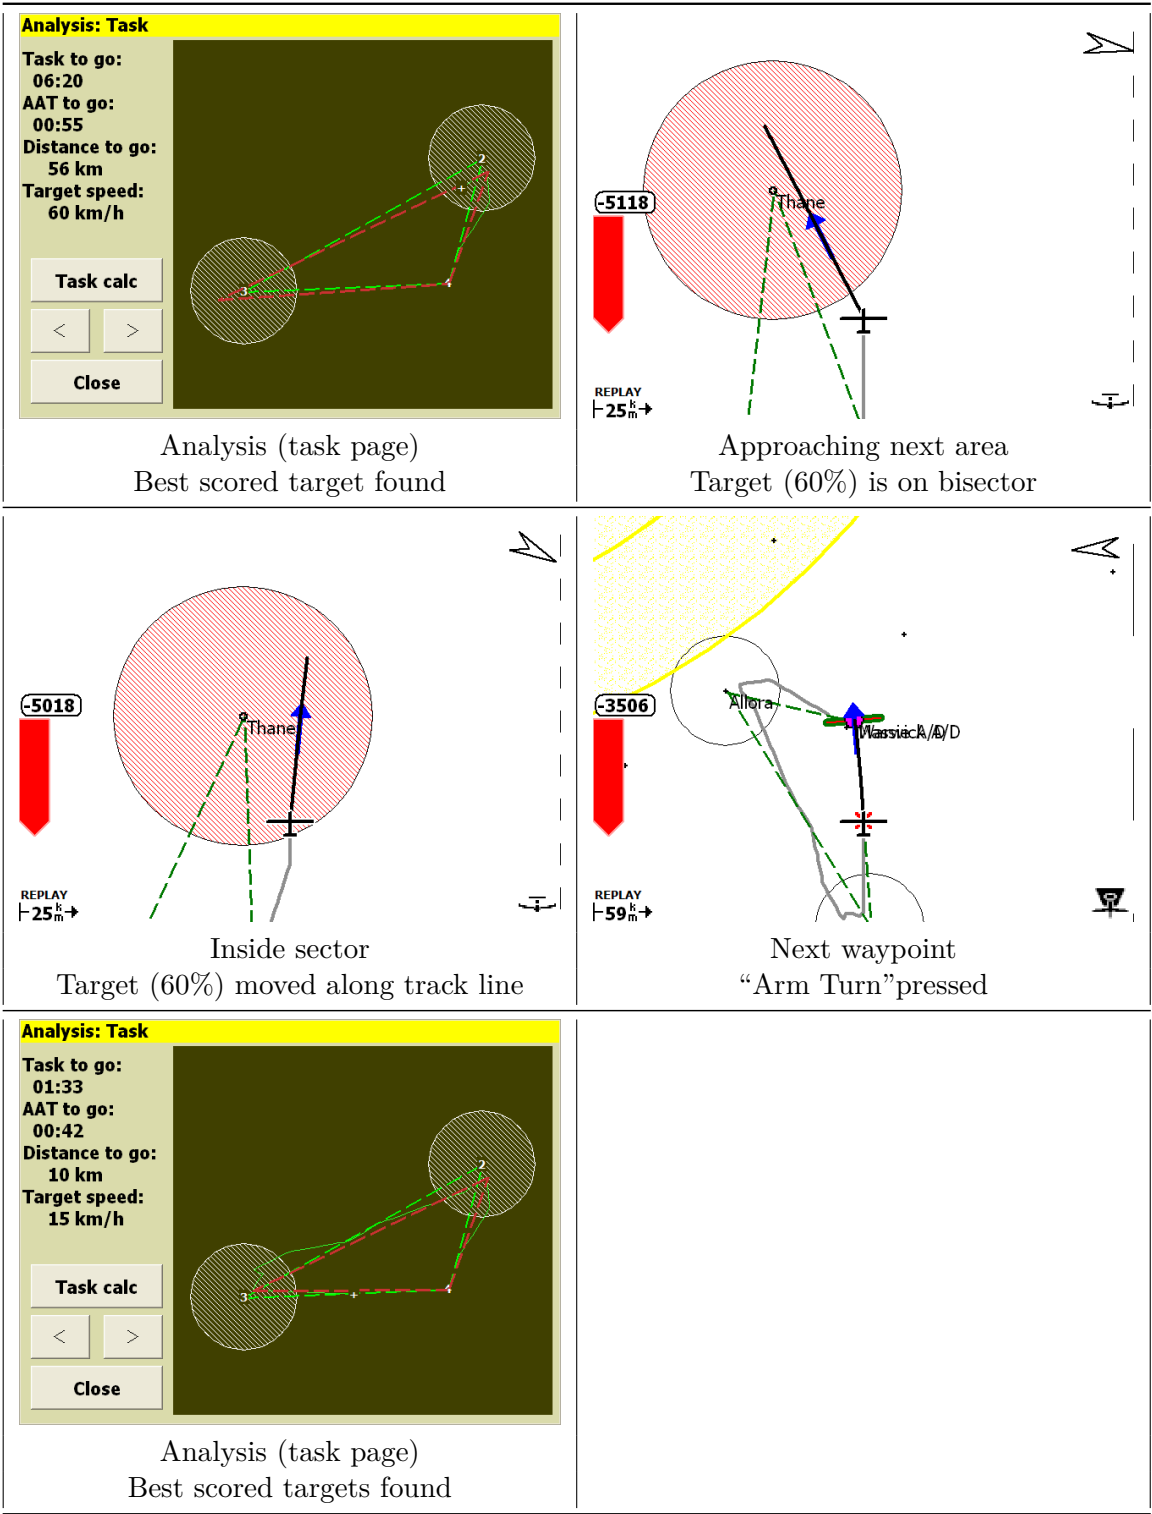 Analysis: Task
Task to go:
06:20
AAT to go:
00:55
Distance to go:
56 km
Target speed:
60 km/h
Task calc
<
>
Close
2
3
4
Analysis (task page)
Best scored target found
-5118
Thane
REPLAY
25 km
Approaching next area
Target (60%) is on bisector
-5018
Thane
REPLAY
25 km
Inside sector
Target (60%) moved along track line
-3506
Allora
REPLAY
59 km
Next waypoint
“Arm Turn”pressed
Analysis: Task
Task to go:
01:33
AAT to go:
00:42
Distance to go:
10 km
Target speed:
15 km/h
Task calc
<
>
Close
2
3
4
Analysis (task page)
Best scored targets found